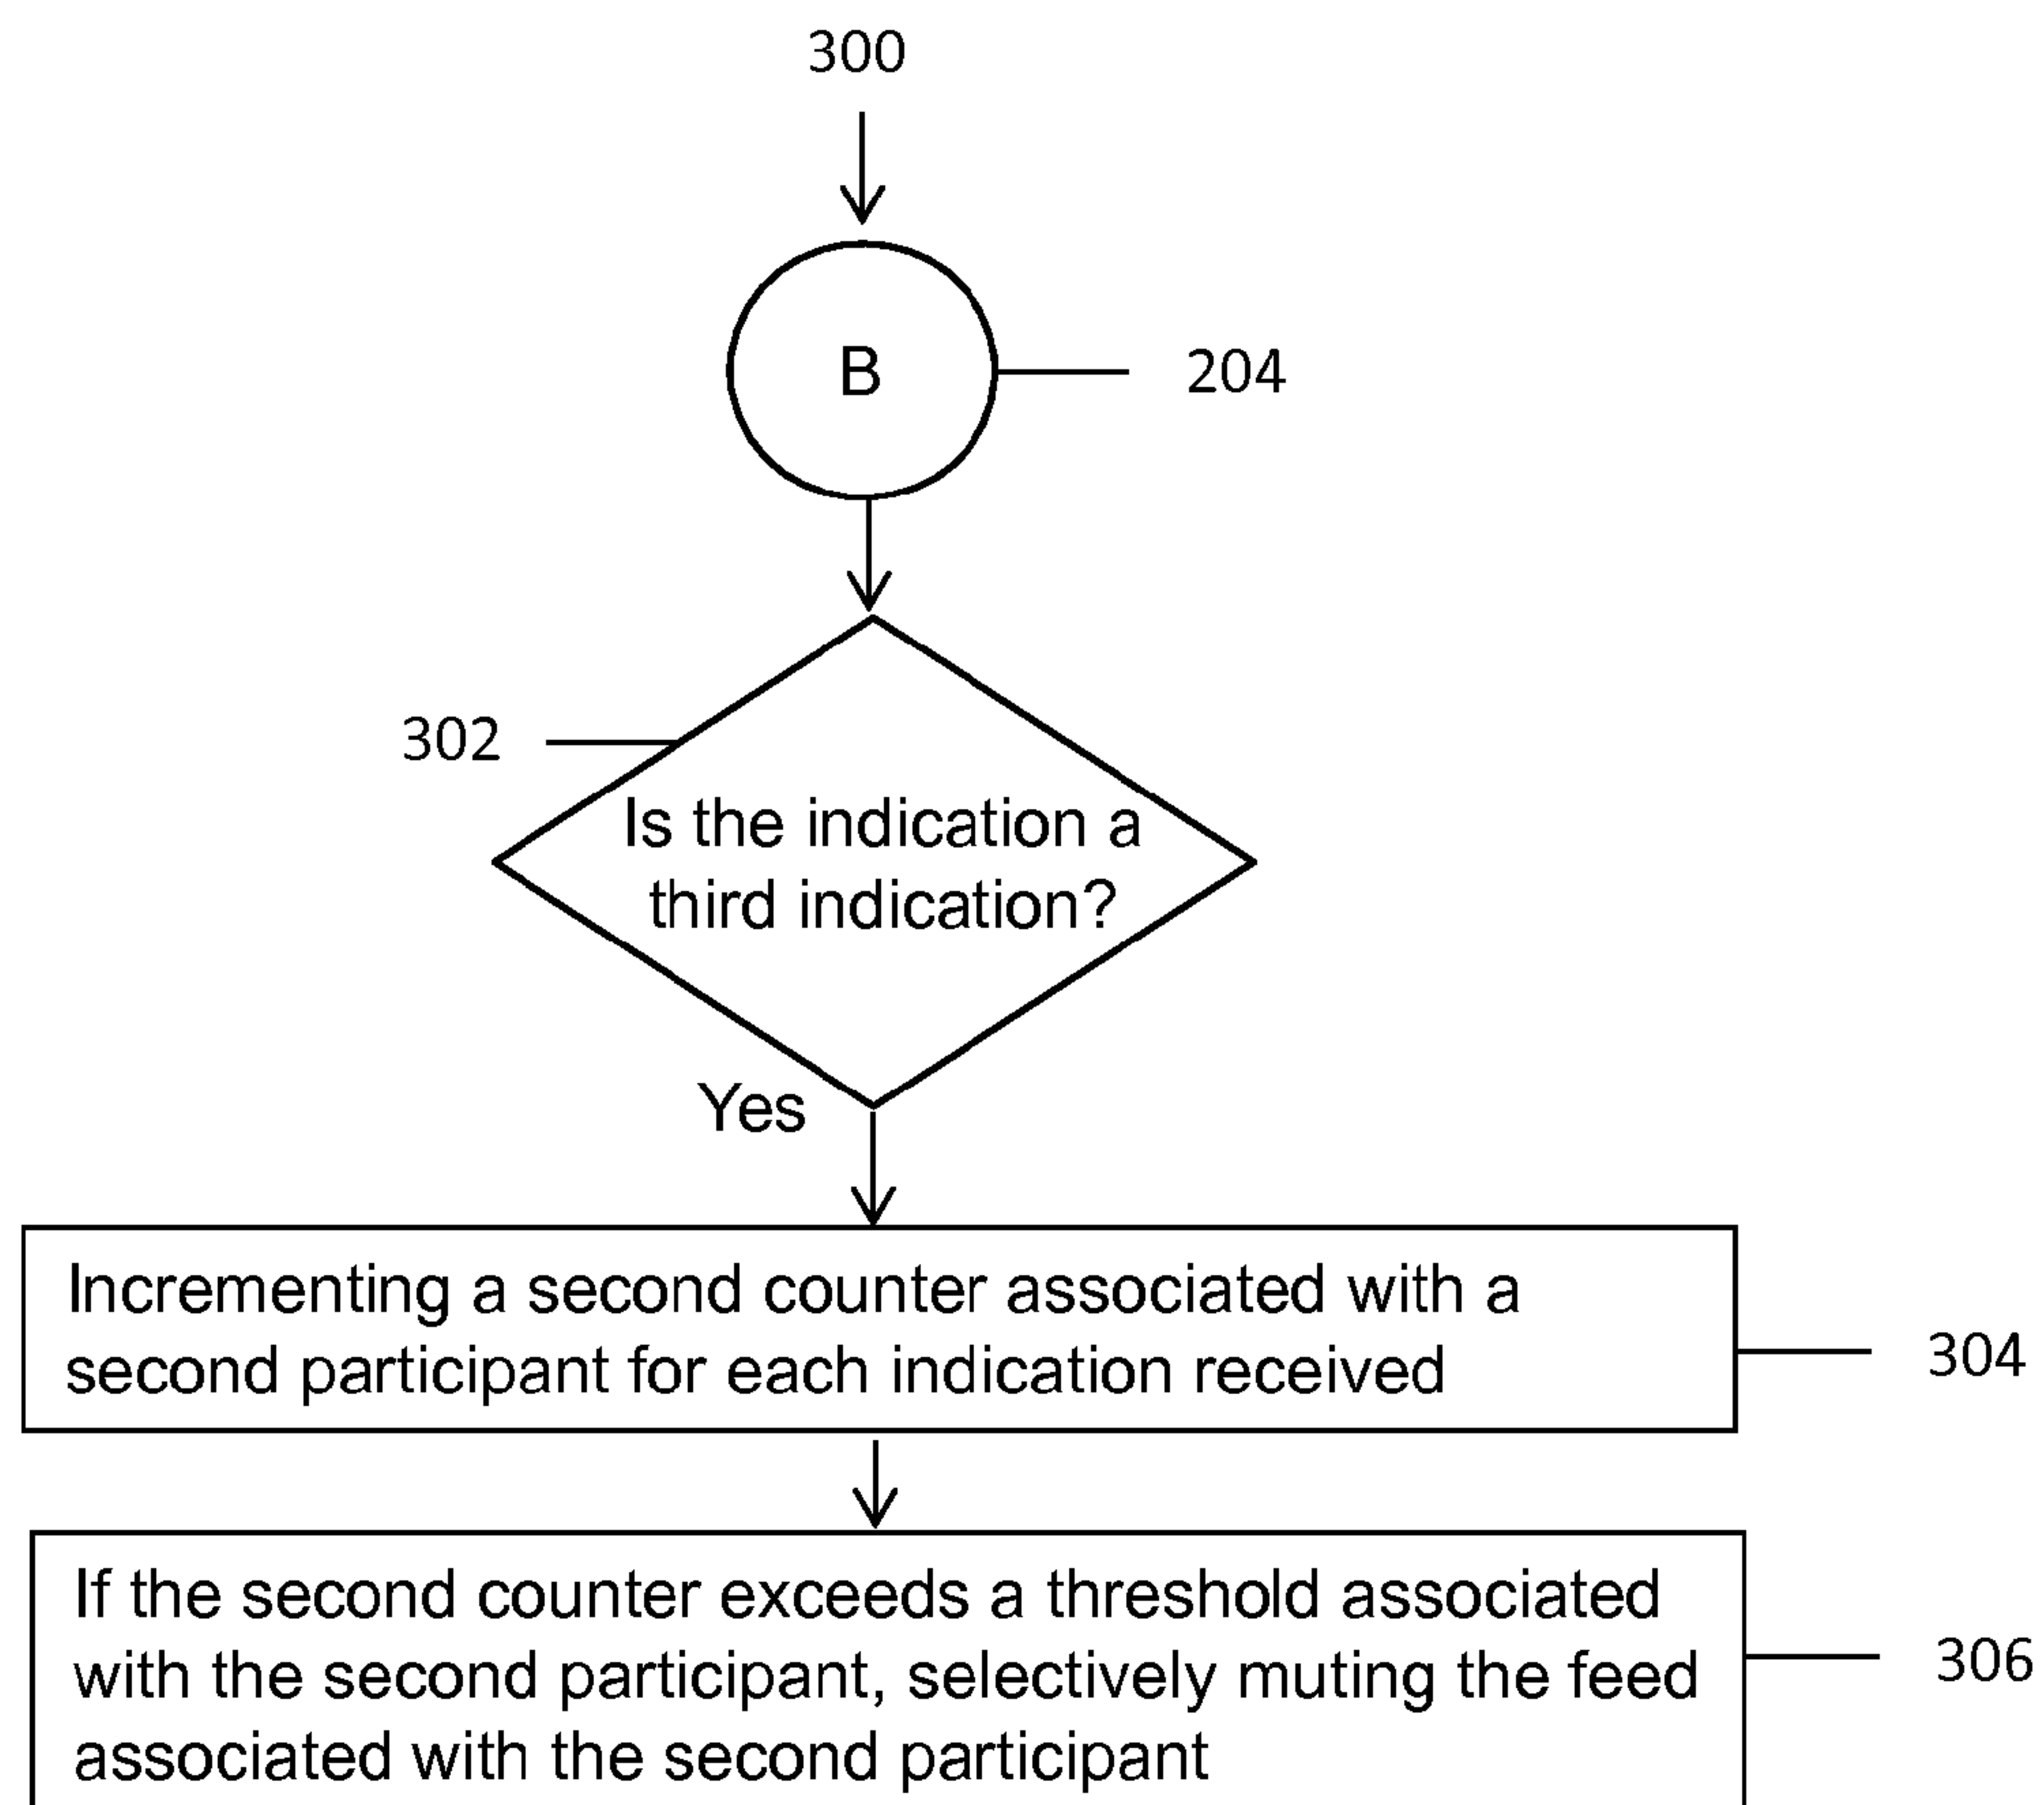 300
B
204
302
Is the indication a
third indication?
Yes
Incrementing a second counter associated with a
second participant for each indication received
304
If the second counter exceeds a threshold associated
with the second participant, selectively muting the feed
associated with the second participant
306